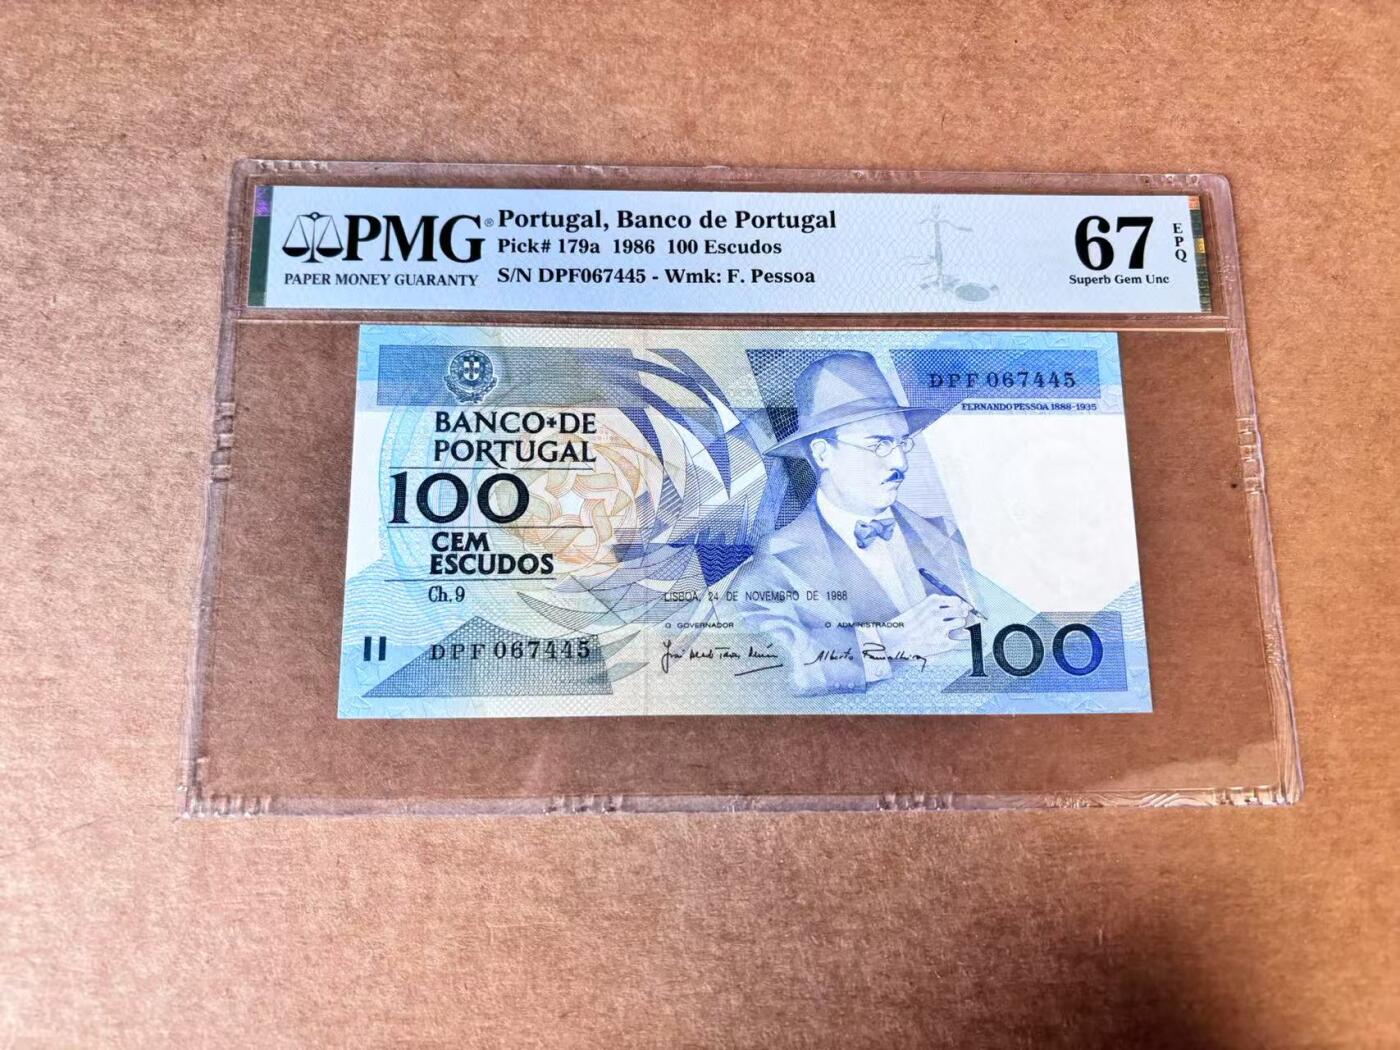 PMG®
PAPER MONEY GUARANTY
Portugal, Banco de Portugal
Pick# 179a 1986 100 Escudos
S/N DPF067445 - Wmk: F. Pessoa
67
EPQ
Superb Gem Unc
DPF 067445
FERNANDO PESSOA 1888-1935
BANCO DE
PORTUGAL
100
CEM
ESCUDOS
Ch. 9
LISBOA, 24 DE NOVEMBRO DE 1988
O GOVERNADOR
O ADMINISTRADOR
DPF 067445
100